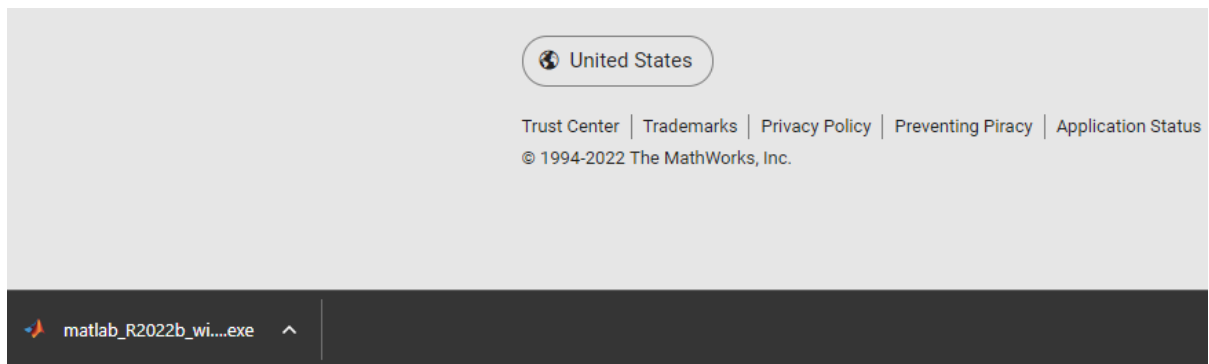 United States
Trust Center | Trademarks | Privacy Policy | Preventing Piracy | Application Status
© 1994-2022 The MathWorks, Inc.
matlab_R2022b_wi....exe